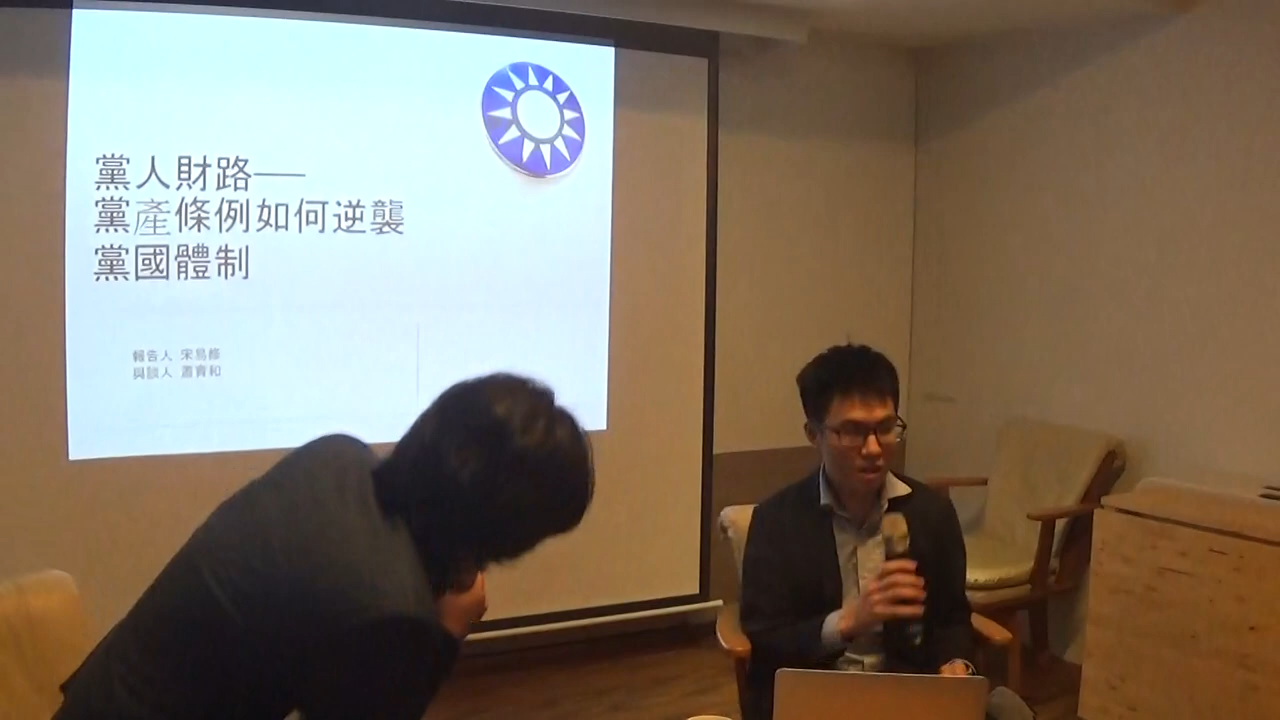 黨人財路──
黨產條例如何逆襲
黨國體制
報告人 宋易修
與談人 蕭育和